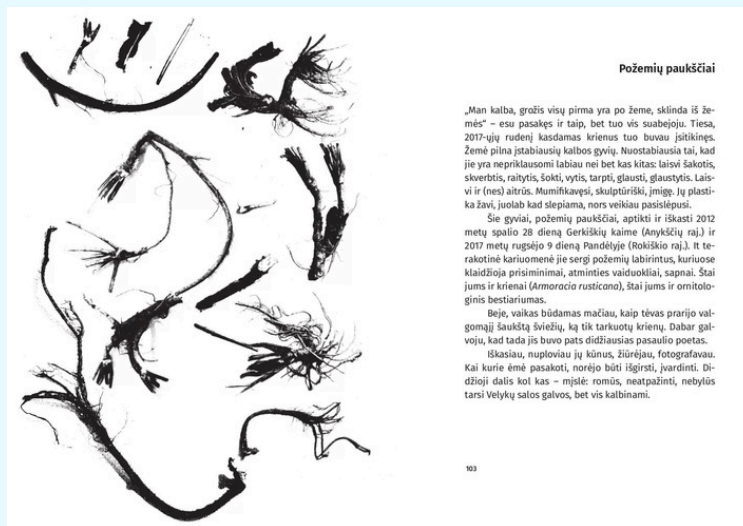 Požemių paukščiai
„Man kalba, grožis visų pirma yra po žeme, sklinda iš že-
mės“ – esu pasakęs ir taip, bet tuo vis suabejoju. Tiesa,
2017-ųjų rudenį kasdamas krienus tuo buvau įsitikinęs.
Žemė pilna įstabiausių kalbos gyvių. Nuostabiausia tai, kad
jie yra nepriklausomi labiau nei bet kas kitas: laisvi šakotis,
skverbtis, raitytis, šokti, vytis, tarpti, glausti, glaustytis. Lais-
vi ir (nes) aitrūs. Mumifikavęsi, skulptūriški, įmigę. Jų plasti-
ka žavi, juolab kad slepiama, nors veikiau pasislėpusi.
Šie gyviai, požemių paukščiai, aptikti ir iškasti 2012
metų spalio 28 dieną Gerkiškių kaime (Anykščių raj.) ir
2017 metų rugsėjo 9 dieną Pandėlyje (Rokiškio raj.). It te-
rakotinė kariuomenė jie sergi požemių labirintus, kuriuose
klaidžioja prisiminimai, atminties vaiduokliai, sapnai. Štai
jums ir krienai (Armoracia rusticana), štai jums ir ornitolo-
ginis bestiariumas.
Beje, vaikas būdamas mačiau, kaip tėvas prarijo val-
gomąjį šaukštą šviežių, ką tik tarkuotų krienų. Dabar gal-
voju, kad tada jis buvo pats didžiausias pasaulio poetas.
Iškasiau, nuploviau jų kūnus, žiūrėjau, fotografavau.
Kai kurie ėmė pasakoti, norėjo būti išgirsti, įvardinti. Di-
džioji dalis kol kas – mįslė: romūs, neatpažinti, nebylūs
tarsi Velykų salos galvos, bet vis kalbinami.
103